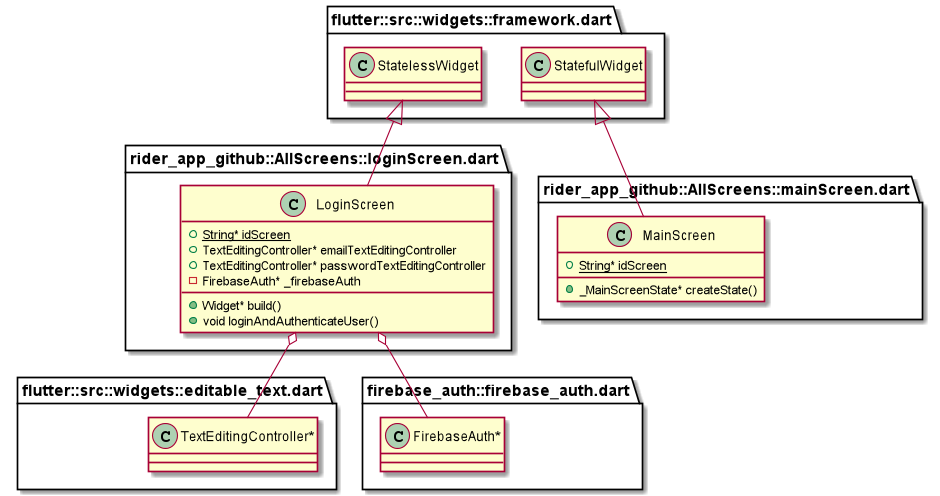 flutter::src::widgets::framework.dart
C StatelessWidget
C StatefulWidget
rider_app_github::AllScreens::loginScreen.dart
C LoginScreen
String* idScreen
TextEditingController* emailTextEditingController
TextEditingController* passwordTextEditingController
FirebaseAuth* _firebaseAuth
Widget* build()
void loginAndAuthenticateUser()
rider_app_github::AllScreens::mainScreen.dart
C MainScreen
String* idScreen
_MainScreenState* createState()
flutter::src::widgets::editable_text.dart
C TextEditingController*
firebase_auth::firebase_auth.dart
C FirebaseAuth*